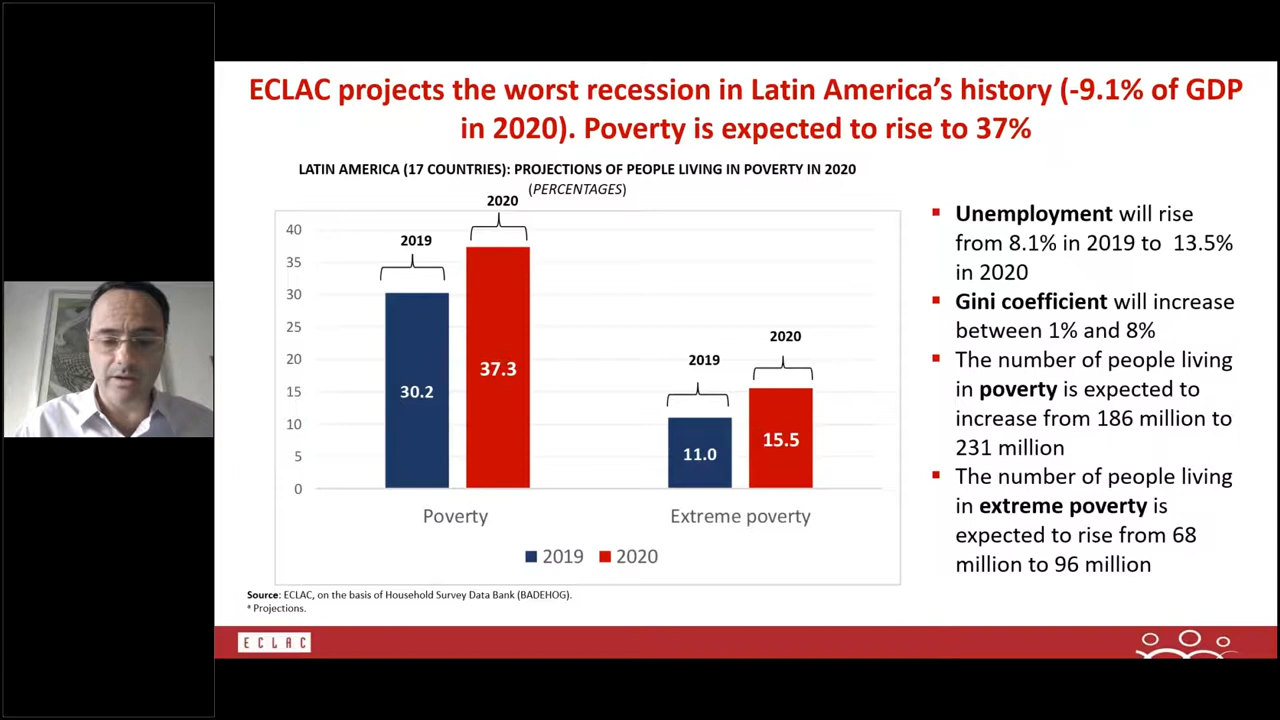 ECLAC projects the worst recession in Latin America's history (-9.1% of GDP
in 2020). Poverty is expected to rise to 37%
LATIN AMERICA (17 COUNTRIES): PROJECTIONS OF PEOPLE LIVING IN POVERTY IN 2020
(PERCENTAGES)
2020
2019
40
35
30
25
20
15
10
5
0
30.2
37.3
2019
2020
11.0
15.5
Poverty
Extreme poverty
2019
2020
Unemployment will rise
from 8.1% in 2019 to 13.5%
in 2020
Gini coefficient will increase
between 1% and 8%
The number of people living
in poverty is expected to
increase from 186 million to
231 million
The number of people living
in extreme poverty is
expected to rise from 68
million to 96 million
Source: ECLAC, on the basis of Household Survey Data Bank (BADEHOG).
ª Projections.
ECLAC